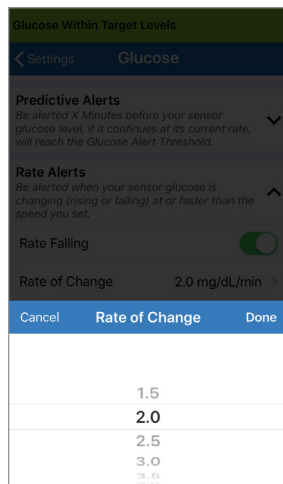 Glucose Within Target Levels
Settings Glucose
Predictive Alerts
Be alerted X Minutes before your sensor
glucose level, if it continues at its current rate,
will reach the Glucose Alert Threshold.
Rate Alerts
Be alerted when your sensor glucose is
changing (rising or falling) at or faster than the
speed you set.
Rate Falling
Rate of Change 2.0 mg/dL/min
Cancel Rate of Change Done
1.5
2.0
2.5
3.0
3.5